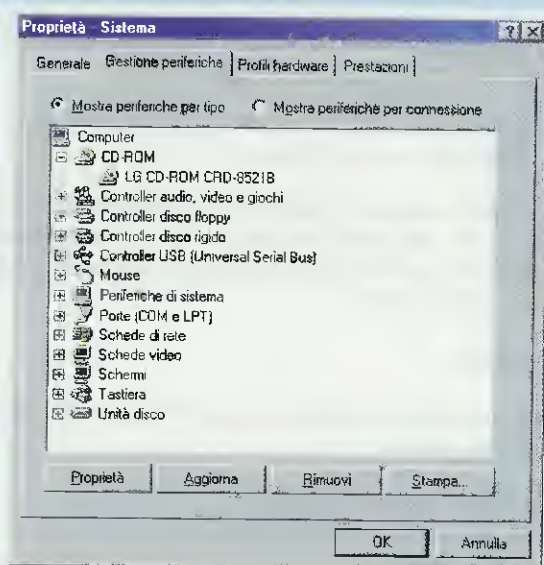 Proprietà - Sistema
Generale Gestione periferiche Profili hardware Prestazioni
Mostra periferiche per tipo Mostra periferiche per connessione
Computer
CD-ROM
LG CD-ROM CRD-8521B
Controller audio, video e giochi
Controller disco floppy
Controller disco rigido
Controller USB (Universal Serial Bus)
Mouse
Periferiche di sistema
Porte (COM e LPT)
Schede di rete
Schede video
Schermi
Tastiera
Unità disco
Proprietà Aggiorna Rimuovi Stampa...
OK Annulla